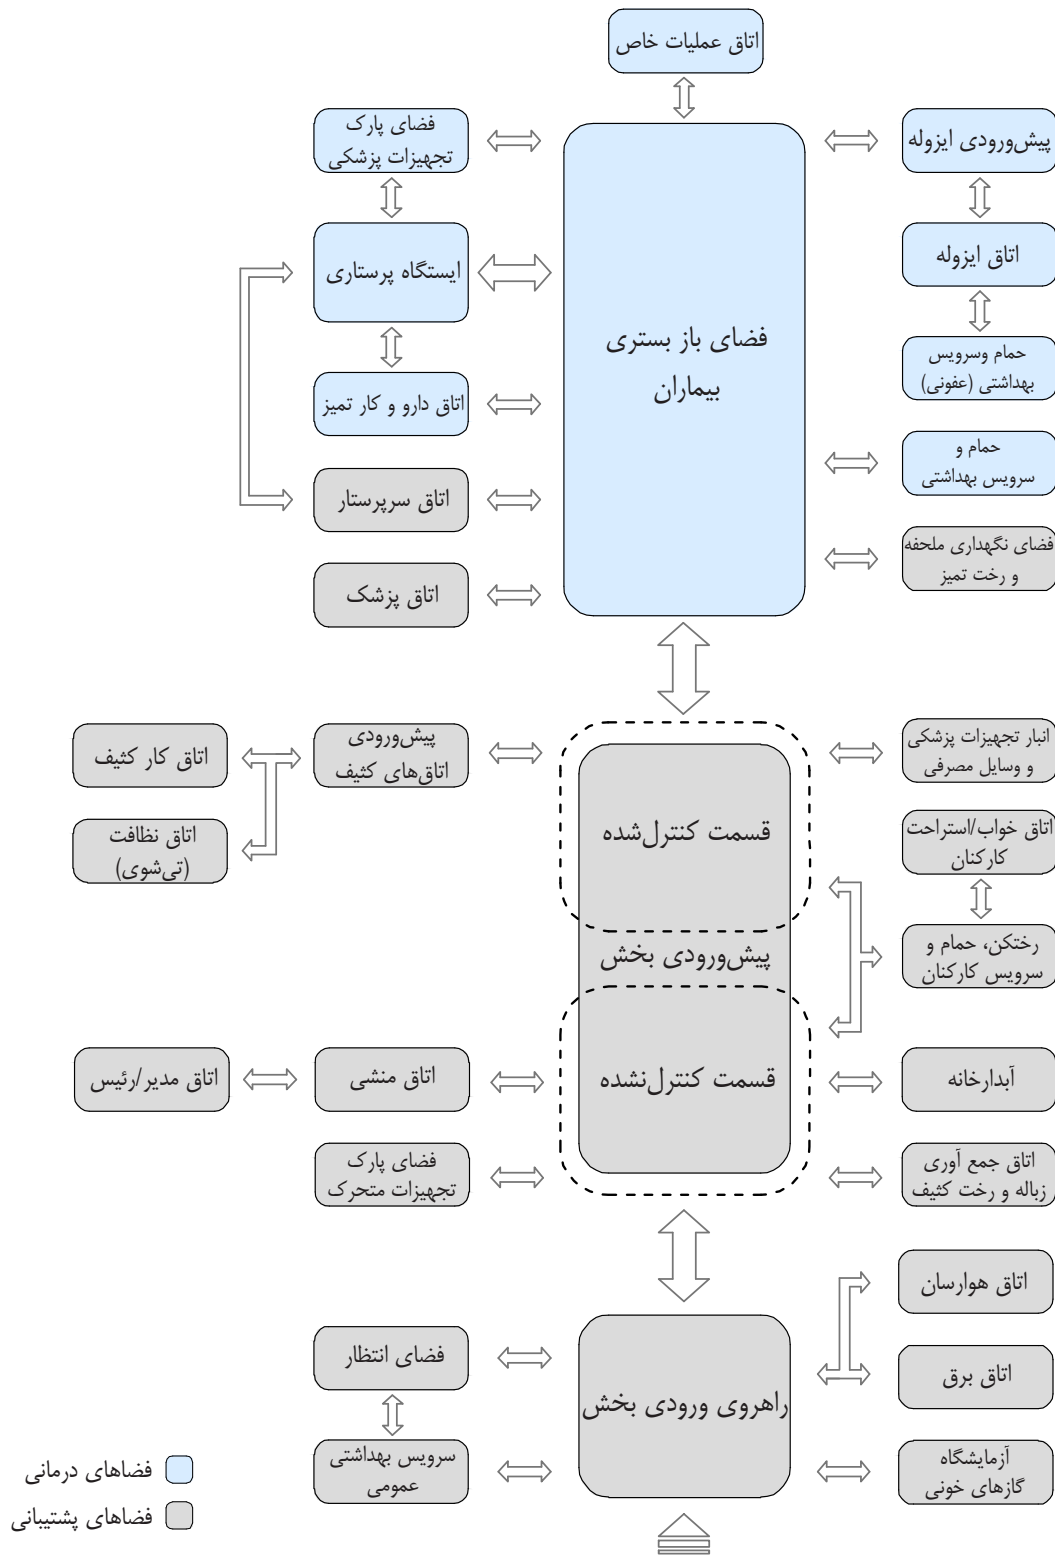 اتاق عملیات خاص
پیش‌ورودی ایزوله
فضای پارک
تجهیزات پزشکی
اتاق ایزوله
ایستگاه پرستاری
فضای باز بستری
بیماران
حمام وسرویس
بهداشتی (عفونی)
اتاق دارو و کار تمیز
حمام و
سرویس بهداشتی
اتاق سرپرستار
فضای نگهداری ملحفه
و رخت تمیز
اتاق پزشک
انبار تجهیزات پزشکی
و وسایل مصرفی
پیش‌ورودی
اتاق‌های کثیف
اتاق کار کثیف
اتاق نظافت
(تی‌شوی)
قسمت کنترل‌شده
اتاق خواب/استراحت
کارکنان
پیش‌ورودی بخش
رختکن، حمام و
سرویس کارکنان
قسمت کنترل‌نشده
آبدارخانه
اتاق منشی
اتاق مدیر/رئیس
اتاق جمع آوری
زباله و رخت کثیف
فضای پارک
تجهیزات متحرک
اتاق هوارسان
فضای انتظار
اتاق برق
راهروی ورودی بخش
آزمایشگاه
گازهای خونی
سرویس بهداشتی
عمومی
فضاهای درمانی
فضاهای پشتیبانی